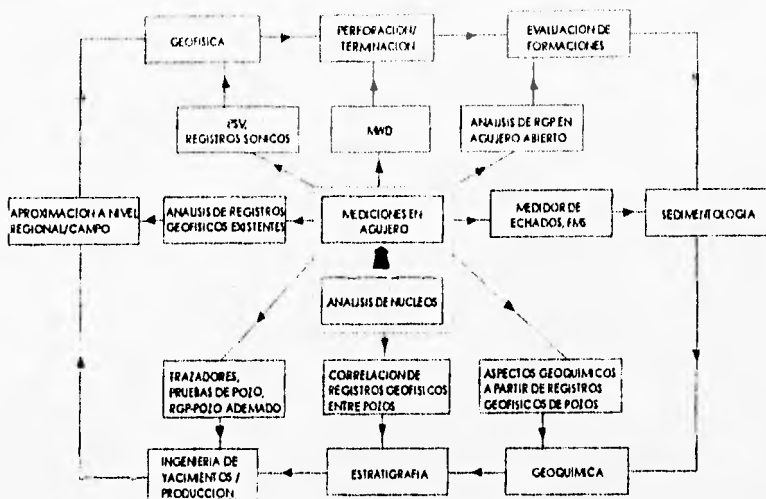 GEOFISICA
PERFORACION/
TERMINACION
EVALUACION DE
FORMACIONES
PSV,
REGISTROS SONICOS
MWD
ANALISIS DE RGP EN
AGUJERO ABIERTO
APROXIMACION A NIVEL
REGIONAL/CAMPO
ANALISIS DE REGISTROS
GEOFISICOS EXISTENTES
MEDICIONES EN
AGUJERO
MEDIDOR DE
ECHADOS, FMS
SEDIMENTOLOGIA
ANALISIS DE NUCLEOS
TRAZADORES,
PRUEBAS DE POZO,
RGP-POZO ADEMADO
CORRELACION DE
REGISTROS GEOFISICOS
ENTRE POZOS
ASPECTOS GEOQUIMICOS
A PARTIR DE REGISTROS
GEOFISICOS DE POZOS
INGENIERIA DE
YACIMIENTOS /
PRODUCCION
ESTRATIGRAFIA
GEOQUIMICA